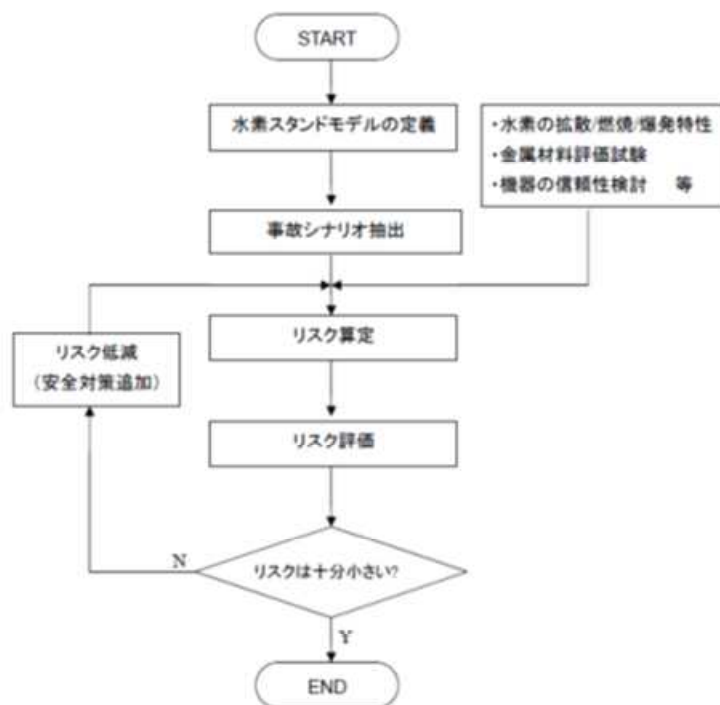 START
水素スタンドモデルの定義
・水素の拡散/燃焼/爆発特性
・金属材料評価試験
・機器の信頼性検討　等
事故シナリオ抽出
リスク算定
リスク低減
（安全対策追加）
リスク評価
リスクは十分小さい?
N
Y
END